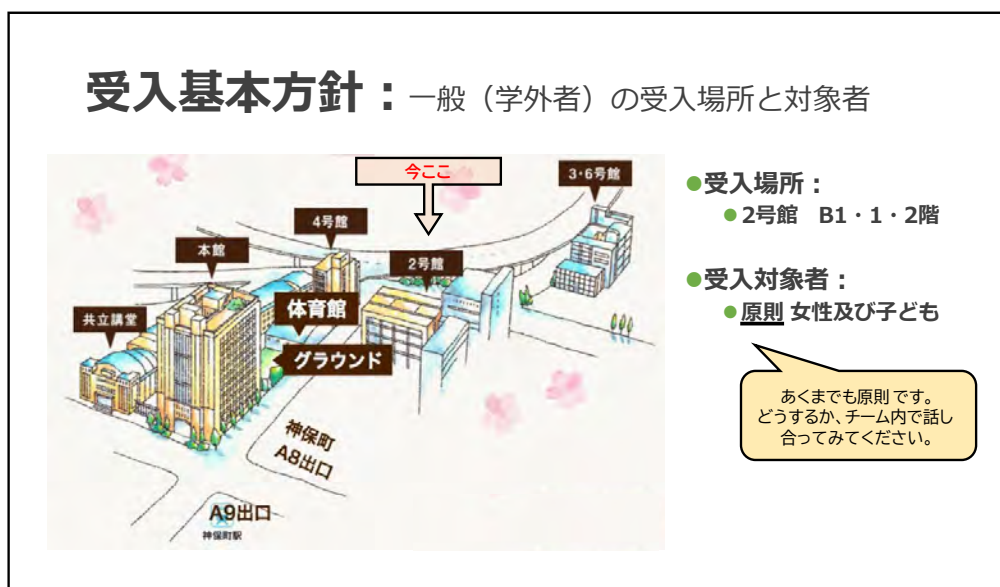 受入基本方針：一般（学外者）の受入場所と対象者
今ここ
3・6号館
4号館
本館
2号館
共立講堂
体育館
グラウンド
神保町
A8出口
A9出口
神保町駅
●受入場所：
●2号館　B1・1・2階
●受入対象者：
●原則 女性及び子ども
あくまでも原則です。
どうするか、チーム内で話し
合ってみてください。